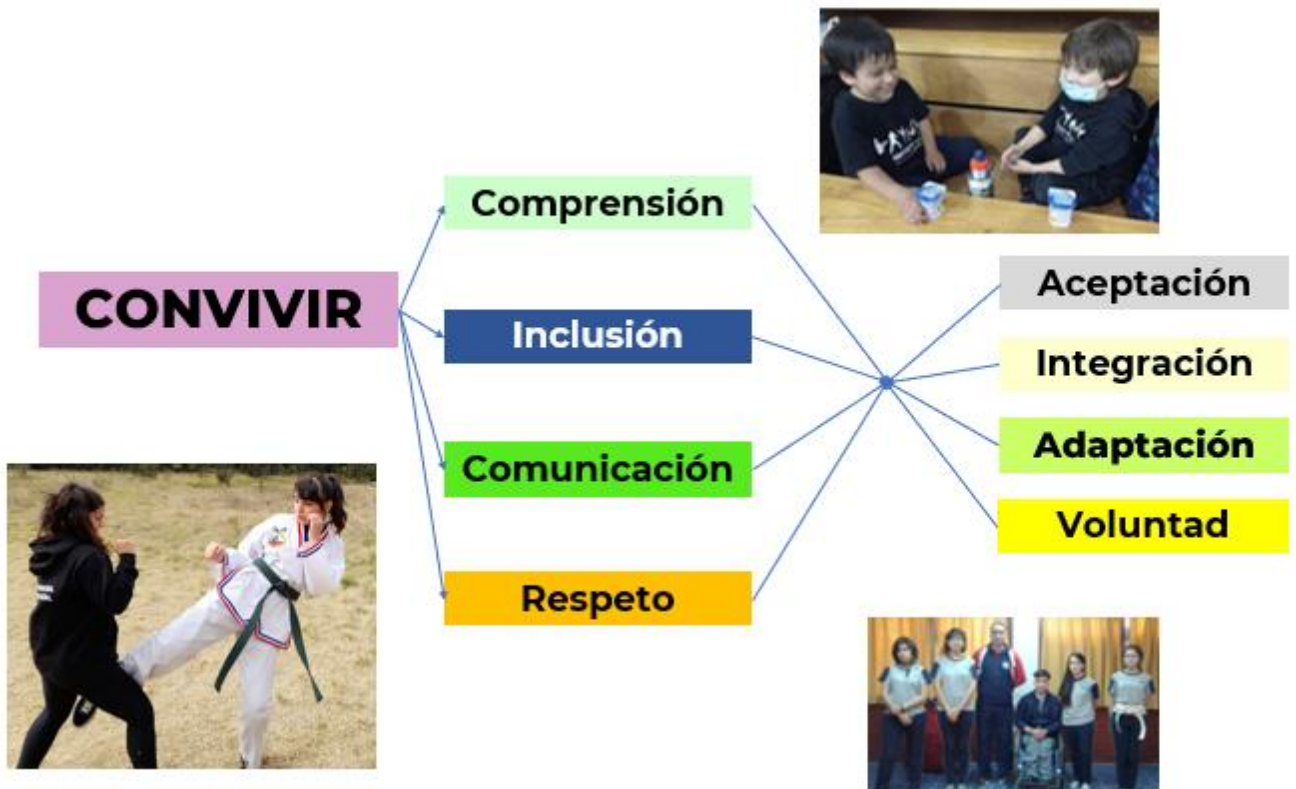 CONVIVIR
Comprensión
Inclusión
Comunicación
Respeto
Aceptación
Integración
Adaptación
Voluntad